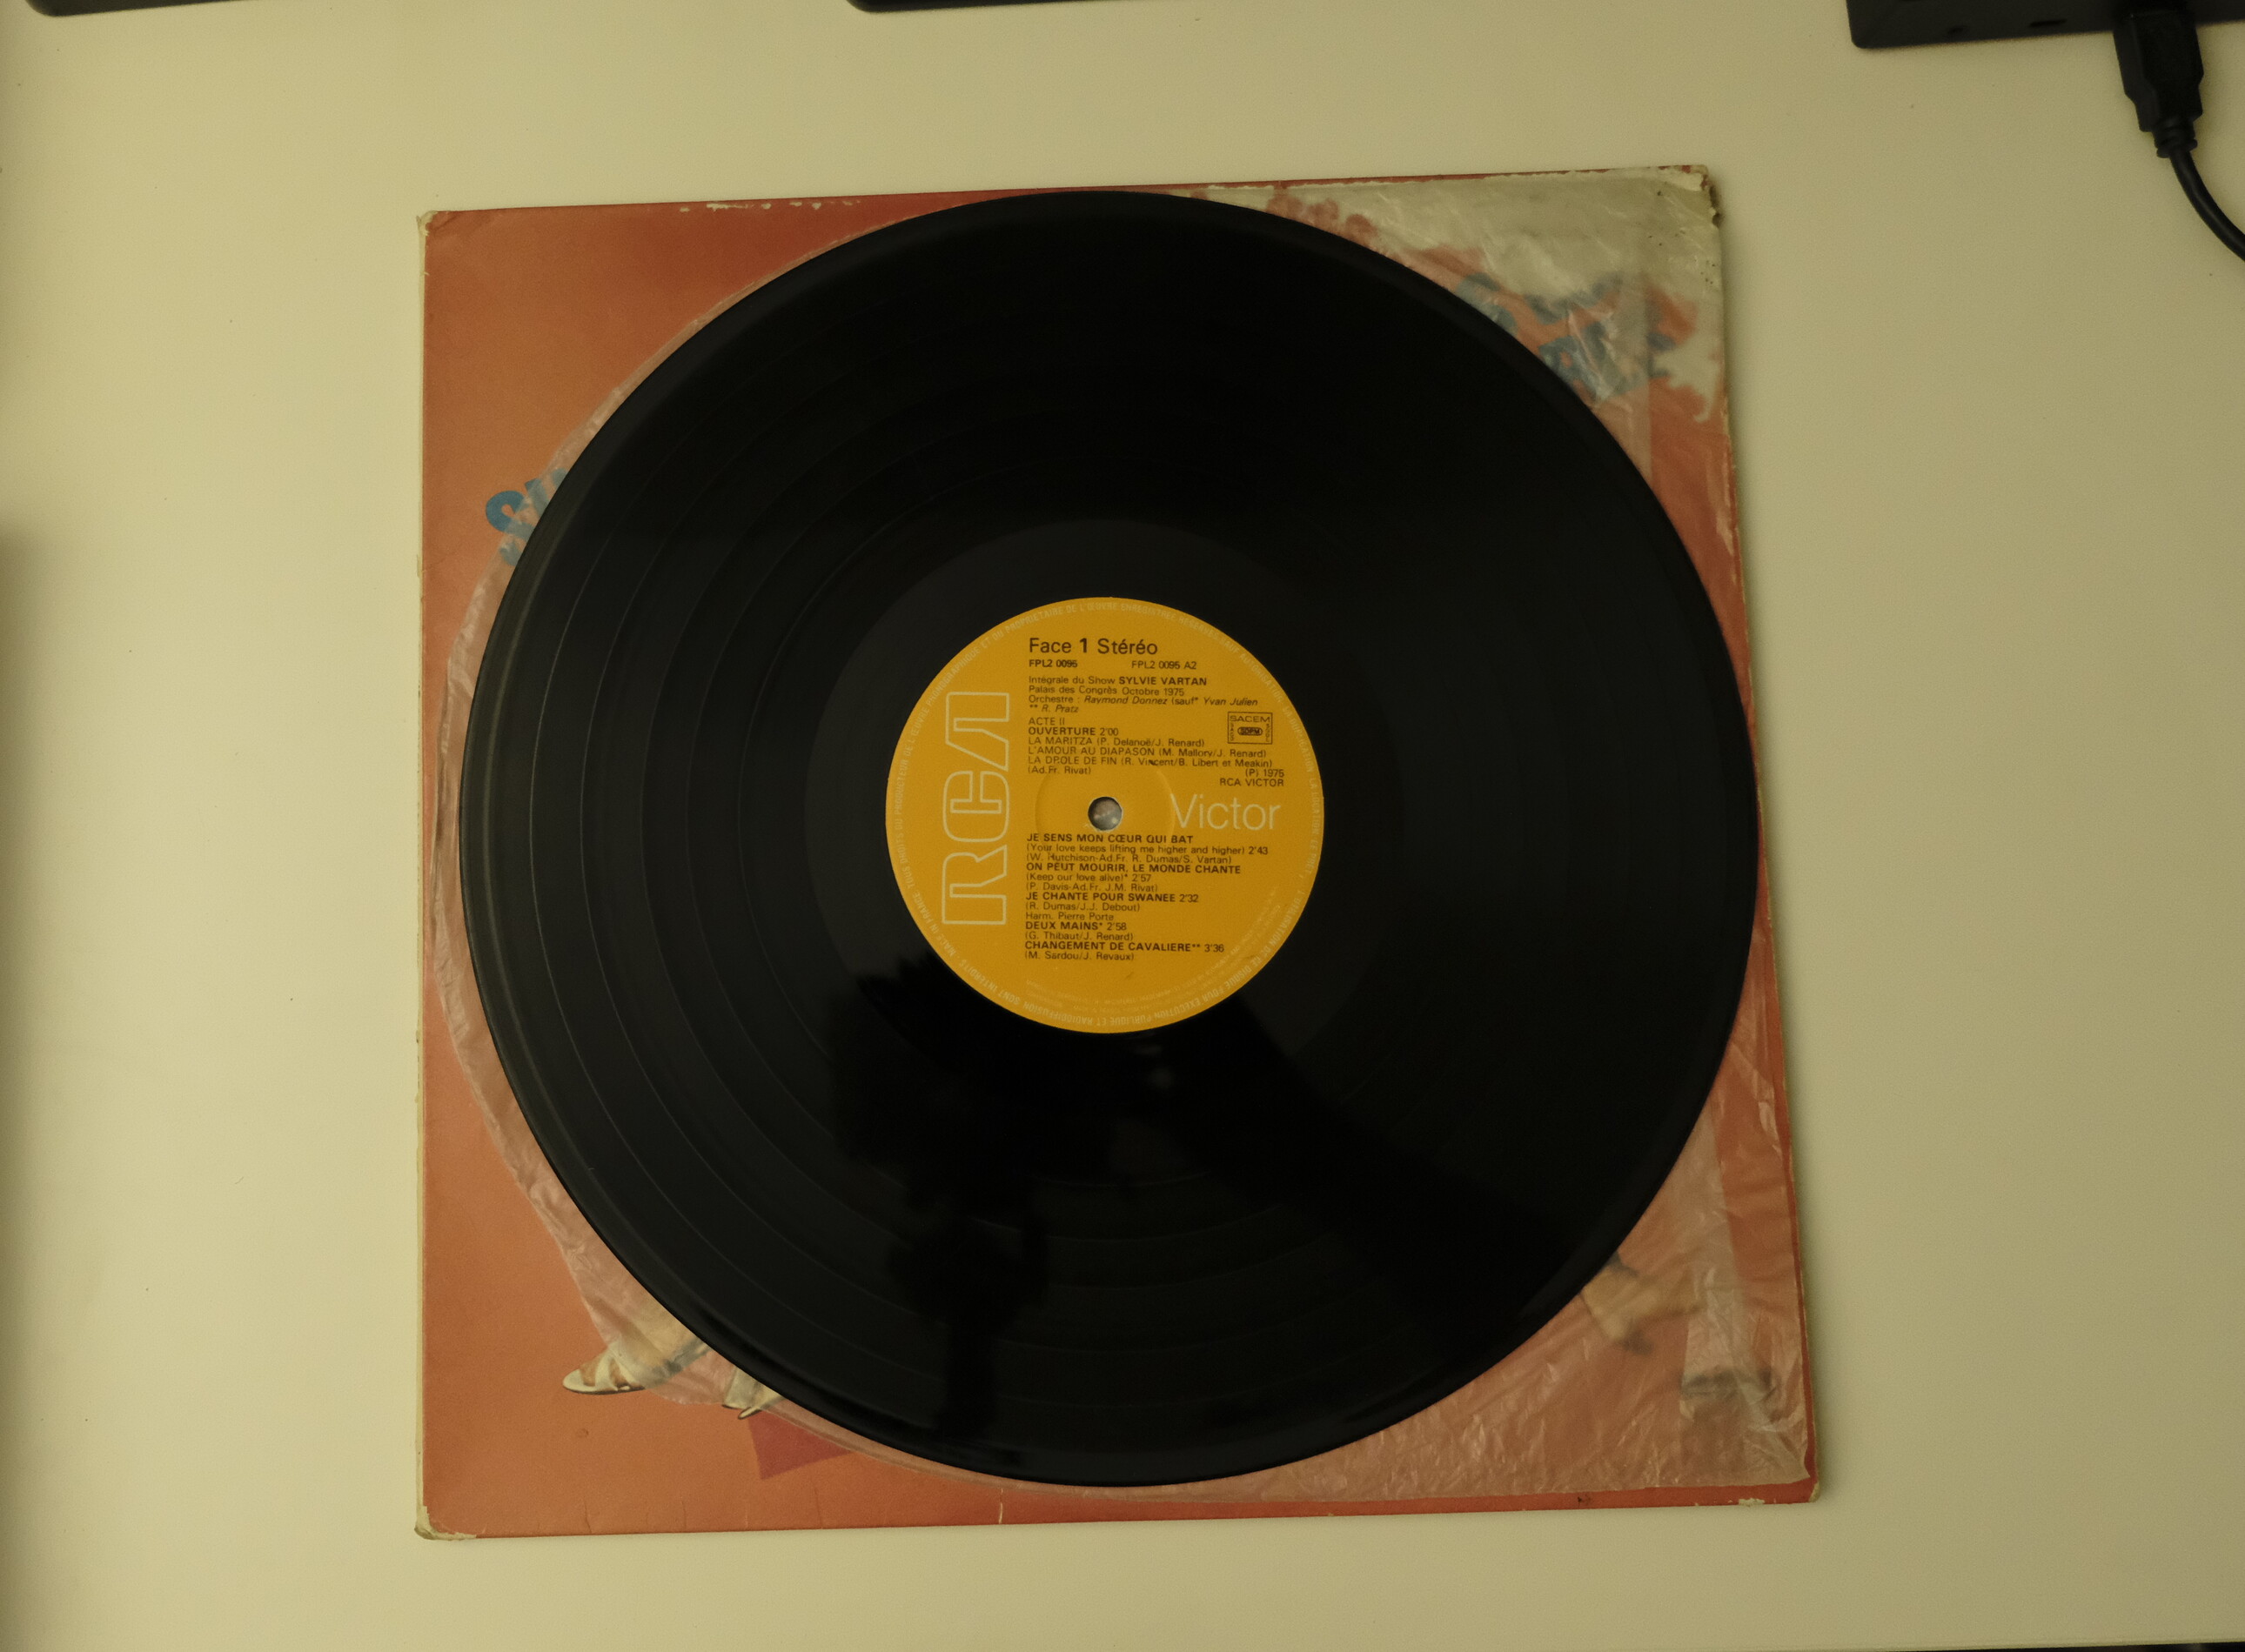 Face 1 Stéréo
FPL2 0095 FPL2 0095 A2
Intégrale du Show SYLVIE VARTAN
Palais des Congrès Octobre 1975
Orchestre : Raymond Donnez (sauf* Yvan Julien
** R. Pratz
ACTE II
OUVERTURE 2'00
LA MARITZA (P. Delanoë/J. Renard)
L'AMOUR AU DIAPASON (M. Mallory/J. Renard)
LA DROLE DE FIN (R. Vincent/B. Libert et Meakin)
(Ad.Fr. Rivat)
SACEM
SDRM
(P) 1975
RCA VICTOR
RCA
Victor
JE SENS MON CŒUR QUI BAT
(Your love keeps lifting me higher and higher) 2'43
(W. Hutchison-Ad.Fr. R. Dumas/S. Vartan)
ON PEUT MOURIR, LE MONDE CHANTE
(Keep our love alive)* 2'57
(P. Davis-Ad.Fr. J.M. Rivat)
JE CHANTE POUR SWANEE 2'32
(R. Dumas/J.J. Debout)
Harm. Pierre Porte
DEUX MAINS* 2'58
(G. Thibaut/J. Renard)
CHANGEMENT DE CAVALIERE** 3'36
(M. Sardou/J. Revaux)